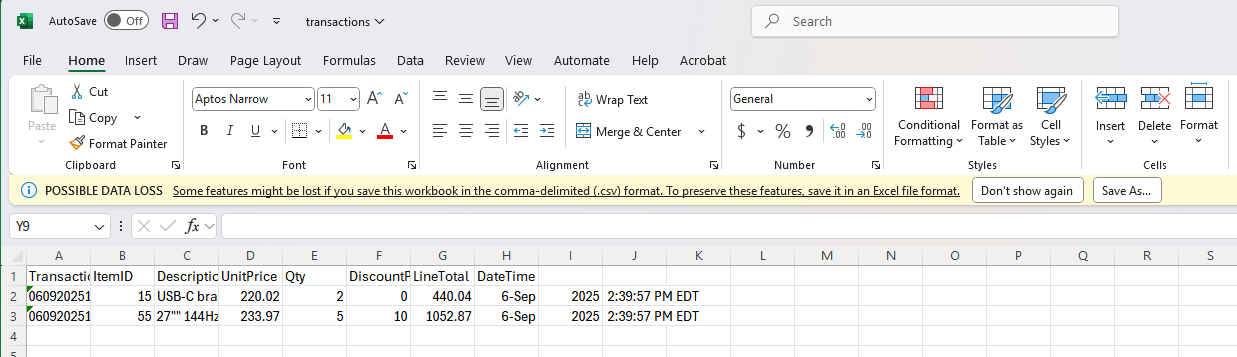 AutoSave Off transactions Search
File Home Insert Draw Page Layout Formulas Data Review View Automate Help Acrobat
Paste Cut Copy Format Painter
Clipboard
Aptos Narrow 11 A^ A˅
B I U A
Font
ab Wrap Text
Merge & Center
Alignment
General
$ % 9 .00 .00
Number
Conditional Formatting Format as Table Cell Styles
Styles
Insert Delete Format
Cells
POSSIBLE DATA LOSS Some features might be lost if you save this workbook in the comma-delimited (.csv) format. To preserve these features, save it in an Excel file format. Don't show again Save As...
Y9 fx
A B C D E F G H I J K L M N O P Q R S
1 Transactic ItemID Descriptic UnitPrice Qty DiscountP LineTotal DateTime
2 060920251 15 USB-C bra 220.02 2 0 440.04 6-Sep 2025 2:39:57 PM EDT
3 060920251 55 27"" 144Hz 233.97 5 10 1052.87 6-Sep 2025 2:39:57 PM EDT
4
5